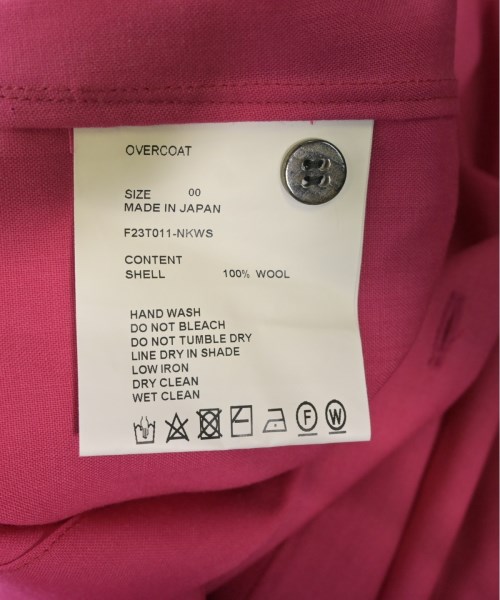 OVERCOAT
SIZE 00
MADE IN JAPAN
F23T011-NKWS
CONTENT
SHELL 100% WOOL
HAND WASH
DO NOT BLEACH
DO NOT TUMBLE DRY
LINE DRY IN SHADE
LOW IRON
DRY CLEAN
WET CLEAN
F W